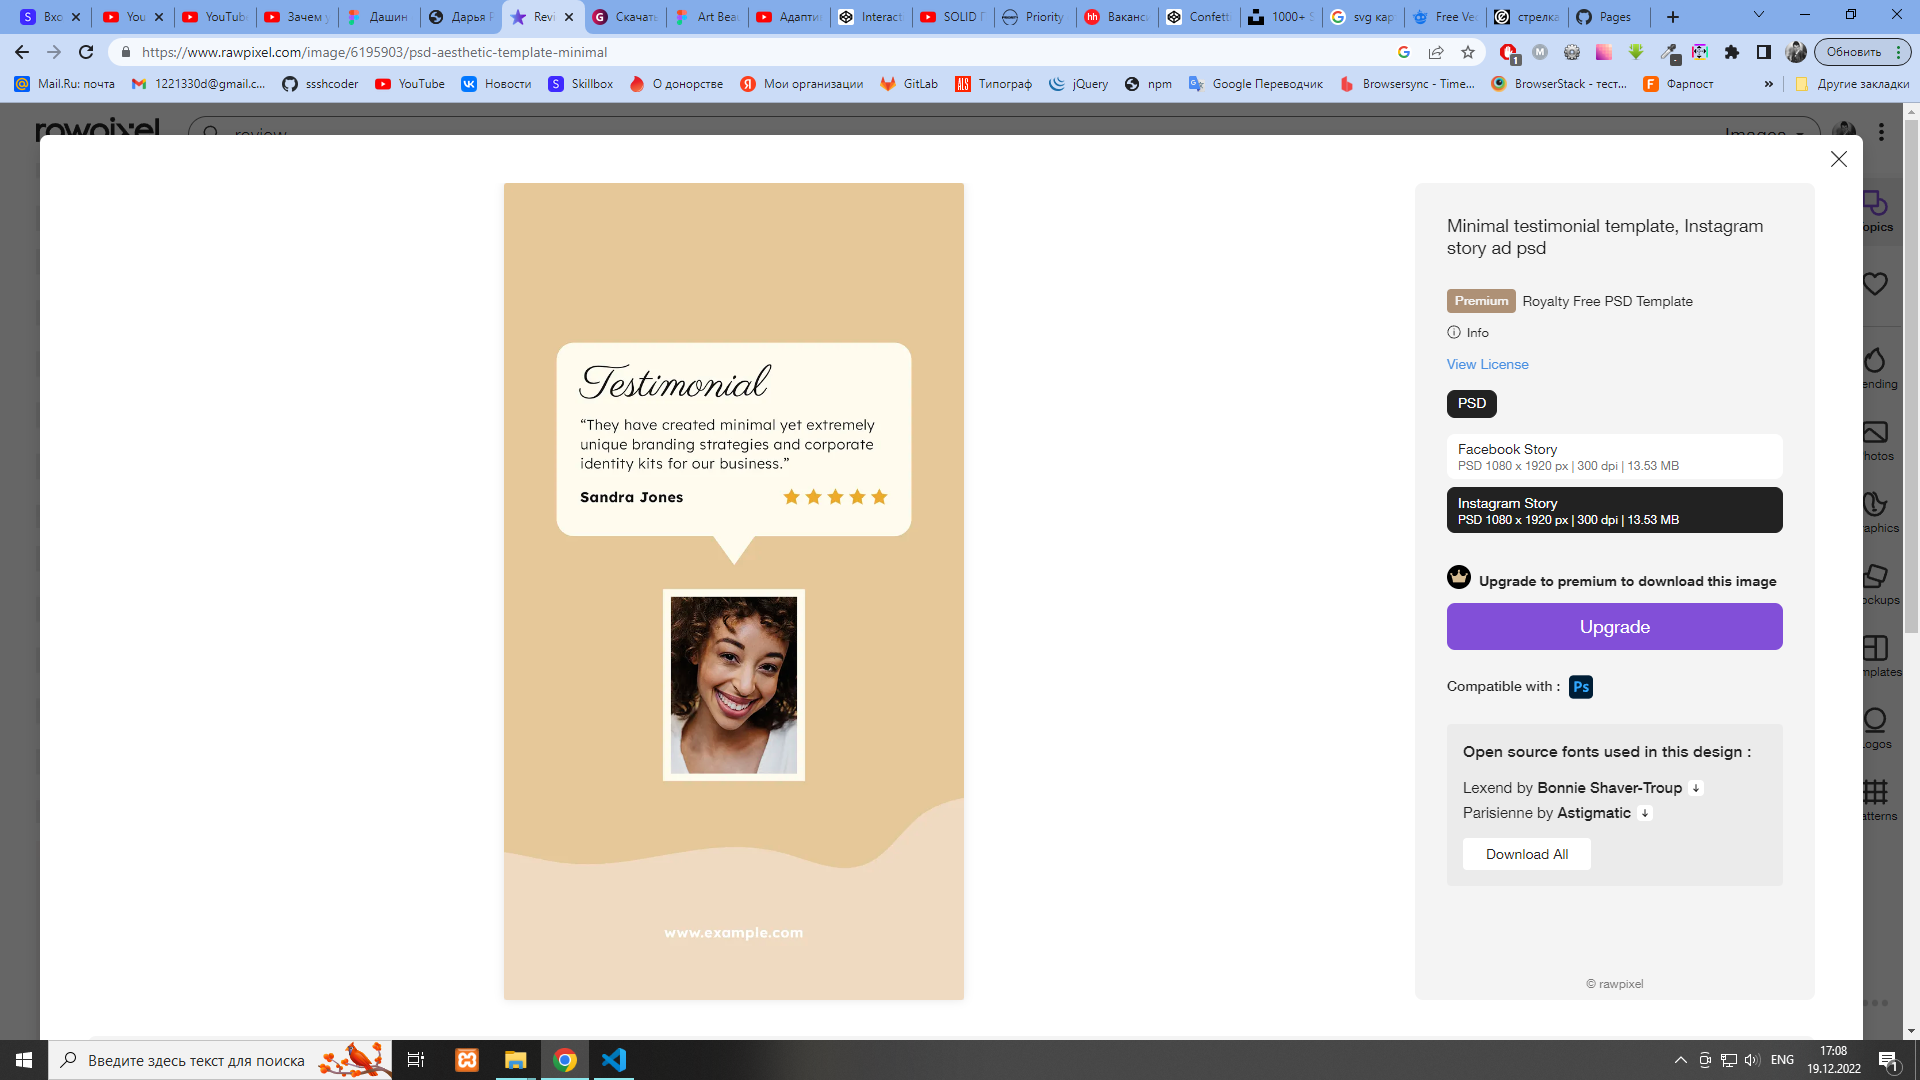 Вхо
You
YouTub
Зачем у
Дашин
Дарья Р
Revi
Скачать
Art Bea
Адаптив
Interact
SOLID П
Priority
Ваканс
Confetti
1000+ S
svg кар
Free Vec
стрелка
Pages
https://www.rawpixel.com/image/6195903/psd-aesthetic-template-minimal
Обновить
Mail.Ru: почта
1221330d@gmail.c...
ssshcoder
YouTube
Новости
Skillbox
О донорстве
Мои организации
GitLab
Типограф
jQuery
npm
Google Переводчик
Browsersync - Time...
BrowserStack - тест...
Фарпост
»
Другие закладки
rawpixel
review
Images
Testimonial
“They have created minimal yet extremely
unique branding strategies and corporate
identity kits for our business.”
Sandra Jones
www.example.com
Minimal testimonial template, Instagram
story ad psd
Premium Royalty Free PSD Template
Info
View License
PSD
Facebook Story
PSD 1080 x 1920 px | 300 dpi | 13.53 MB
Instagram Story
PSD 1080 x 1920 px | 300 dpi | 13.53 MB
Upgrade to premium to download this image
Upgrade
Compatible with : Ps
Open source fonts used in this design :
Lexend by Bonnie Shaver-Troup
Parisienne by Astigmatic
Download All
© rawpixel
opics
ending
hotos
aphics
ockups
mplates
ogos
atterns
Введите здесь текст для поиска
ENG
17:08
19.12.2022
1